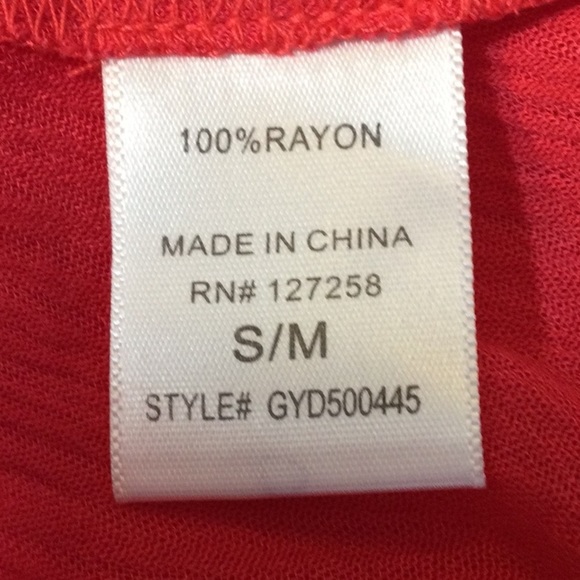 100%RAYON
MADE IN CHINA
RN# 127258
S/M
STYLE# GYD500445